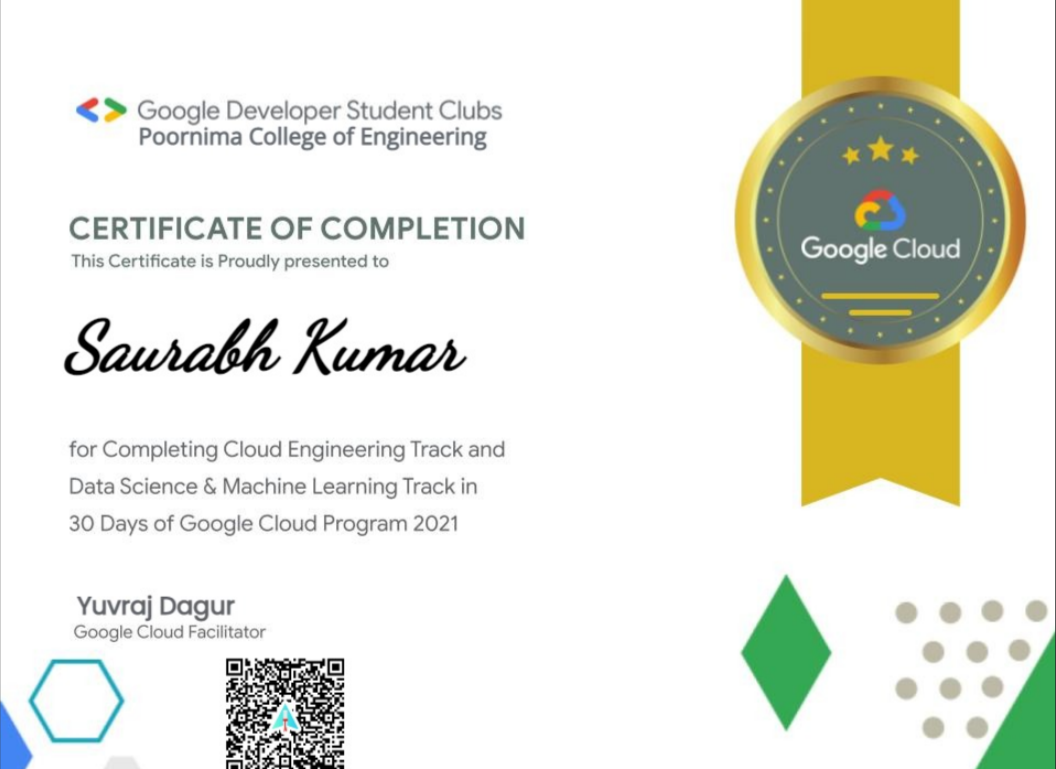 Google Developer Student Clubs
Poornima College of Engineering
CERTIFICATE OF COMPLETION
This Certificate is Proudly presented to
Saurabh Kumar
for Completing Cloud Engineering Track and
Data Science & Machine Learning Track in
30 Days of Google Cloud Program 2021
Yuvraj Dagur
Google Cloud Facilitator
Google Cloud